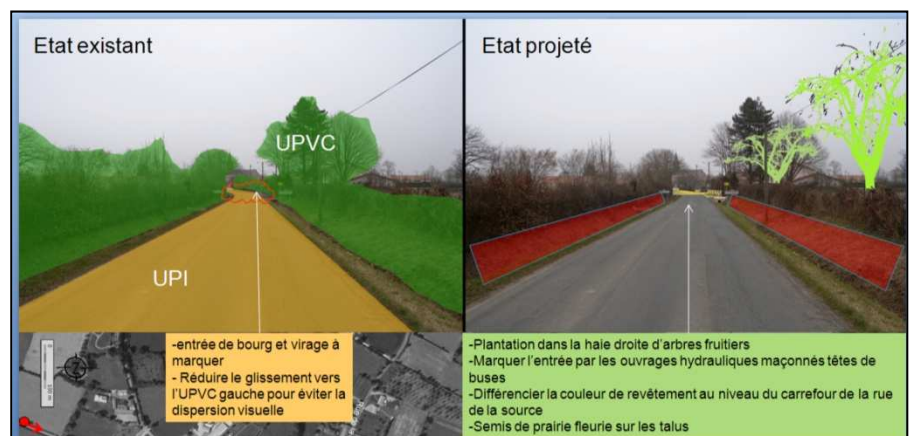 Etat existant
UPVC
UPI
-entrée de bourg et virage à
marquer
- Réduire le glissement vers
l'UPVC gauche pour éviter la
dispersion visuelle
Etat projeté
-Plantation dans la haie droite d'arbres fruitiers
-Marquer l'entrée par les ouvrages hydrauliques maçonnés têtes de
buses
-Différencier la couleur de revêtement au niveau du carrefour de la rue
de la source
-Semis de prairie fleurie sur les talus